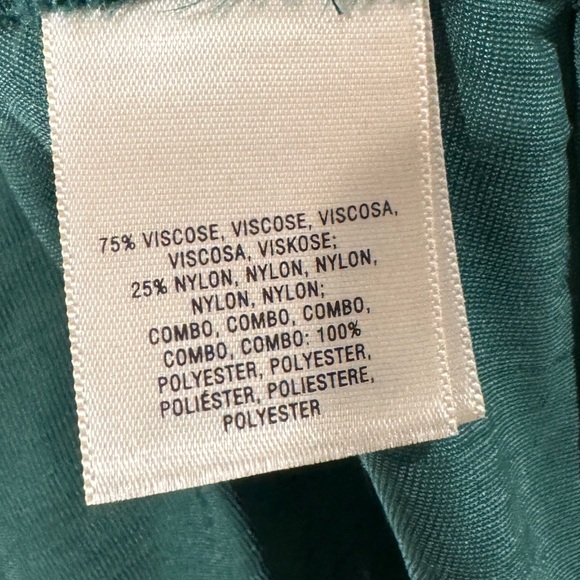 75% VISCOSE, VISCOSE, VISCOSA,
VISCOSA, VISKOSE;
25% NYLON, NYLON, NYLON,
NYLON, NYLON;
COMBO, COMBO, COMBO,
COMBO, COMBO: 100%
POLYESTER, POLYESTER,
POLIÉSTER, POLIESTERE,
POLYESTER